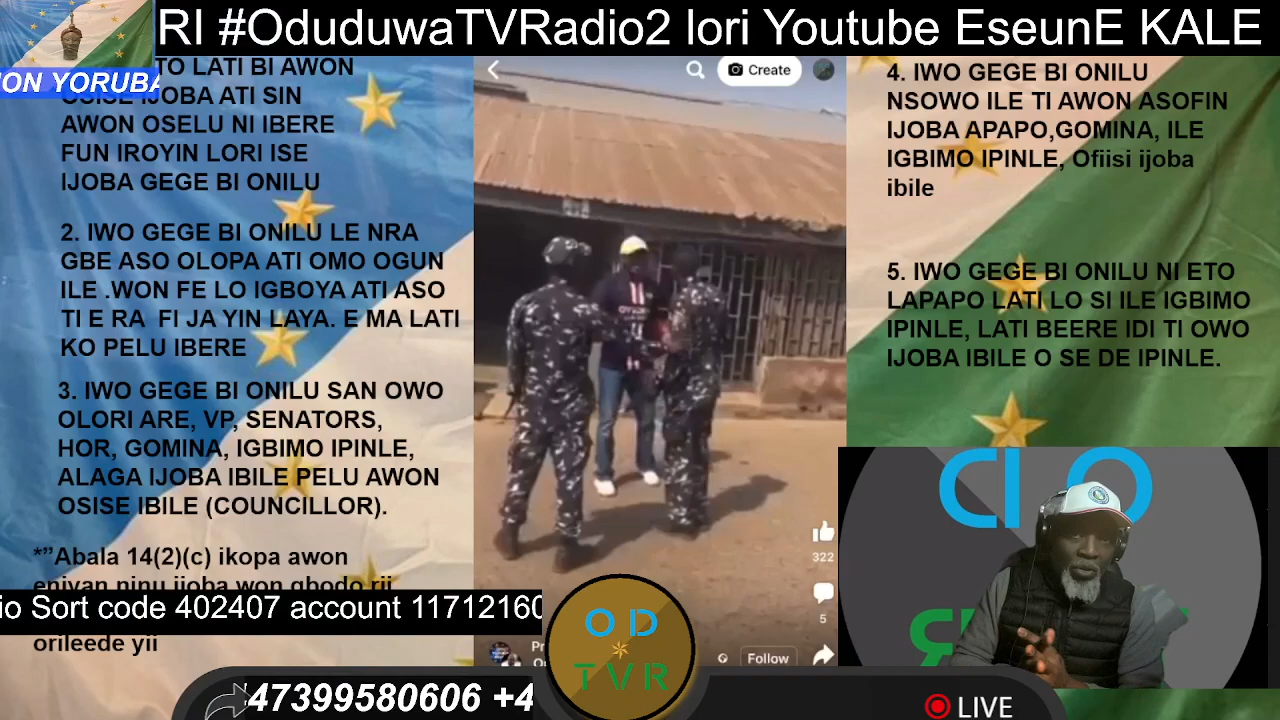 RI #OduduwaTVRadio2 lori Youtube EseunE KALE
ON YORUBA
TO LATI BI AWON
OSISE IJOBA ATI SIN
AWON OSELU NI IBERE
FUN IROYIN LORI ISE
IJOBA GEGE BI ONILU
2. IWO GEGE BI ONILU LE NRA
GBE ASO OLOPA ATI OMO OGUN
ILE .WON FE LO IGBOYA ATI ASO
TI E RA FI JA YIN LAYA. E MA LATI
KO PELU IBERE
3. IWO GEGE BI ONILU SAN OWO
OLORI ARE, VP, SENATORS,
HOR, GOMINA, IGBIMO IPINLE,
ALAGA IJOBA IBILE PELU AWON
OSISE IBILE (COUNCILLOR).
*”Abala 14(2)(c) ikopa awon
eniyan ninu ijoba won gbodo rii
orileede yii
Create
322
5
Follow
4. IWO GEGE BI ONILU
NSOWO ILE TI AWON ASOFIN
IJOBA APAPO,GOMINA, ILE
IGBIMO IPINLE, Ofiisi ijoba
ibile
5. IWO GEGE BI ONILU NI ETO
LAPAPO LATI LO SI ILE IGBIMO
IPINLE, LATI BEERE IDI TI OWO
IJOBA IBILE O SE DE IPINLE.
io Sort code 402407 account 11712160
O D
T V R
47399580606 +4
LIVE